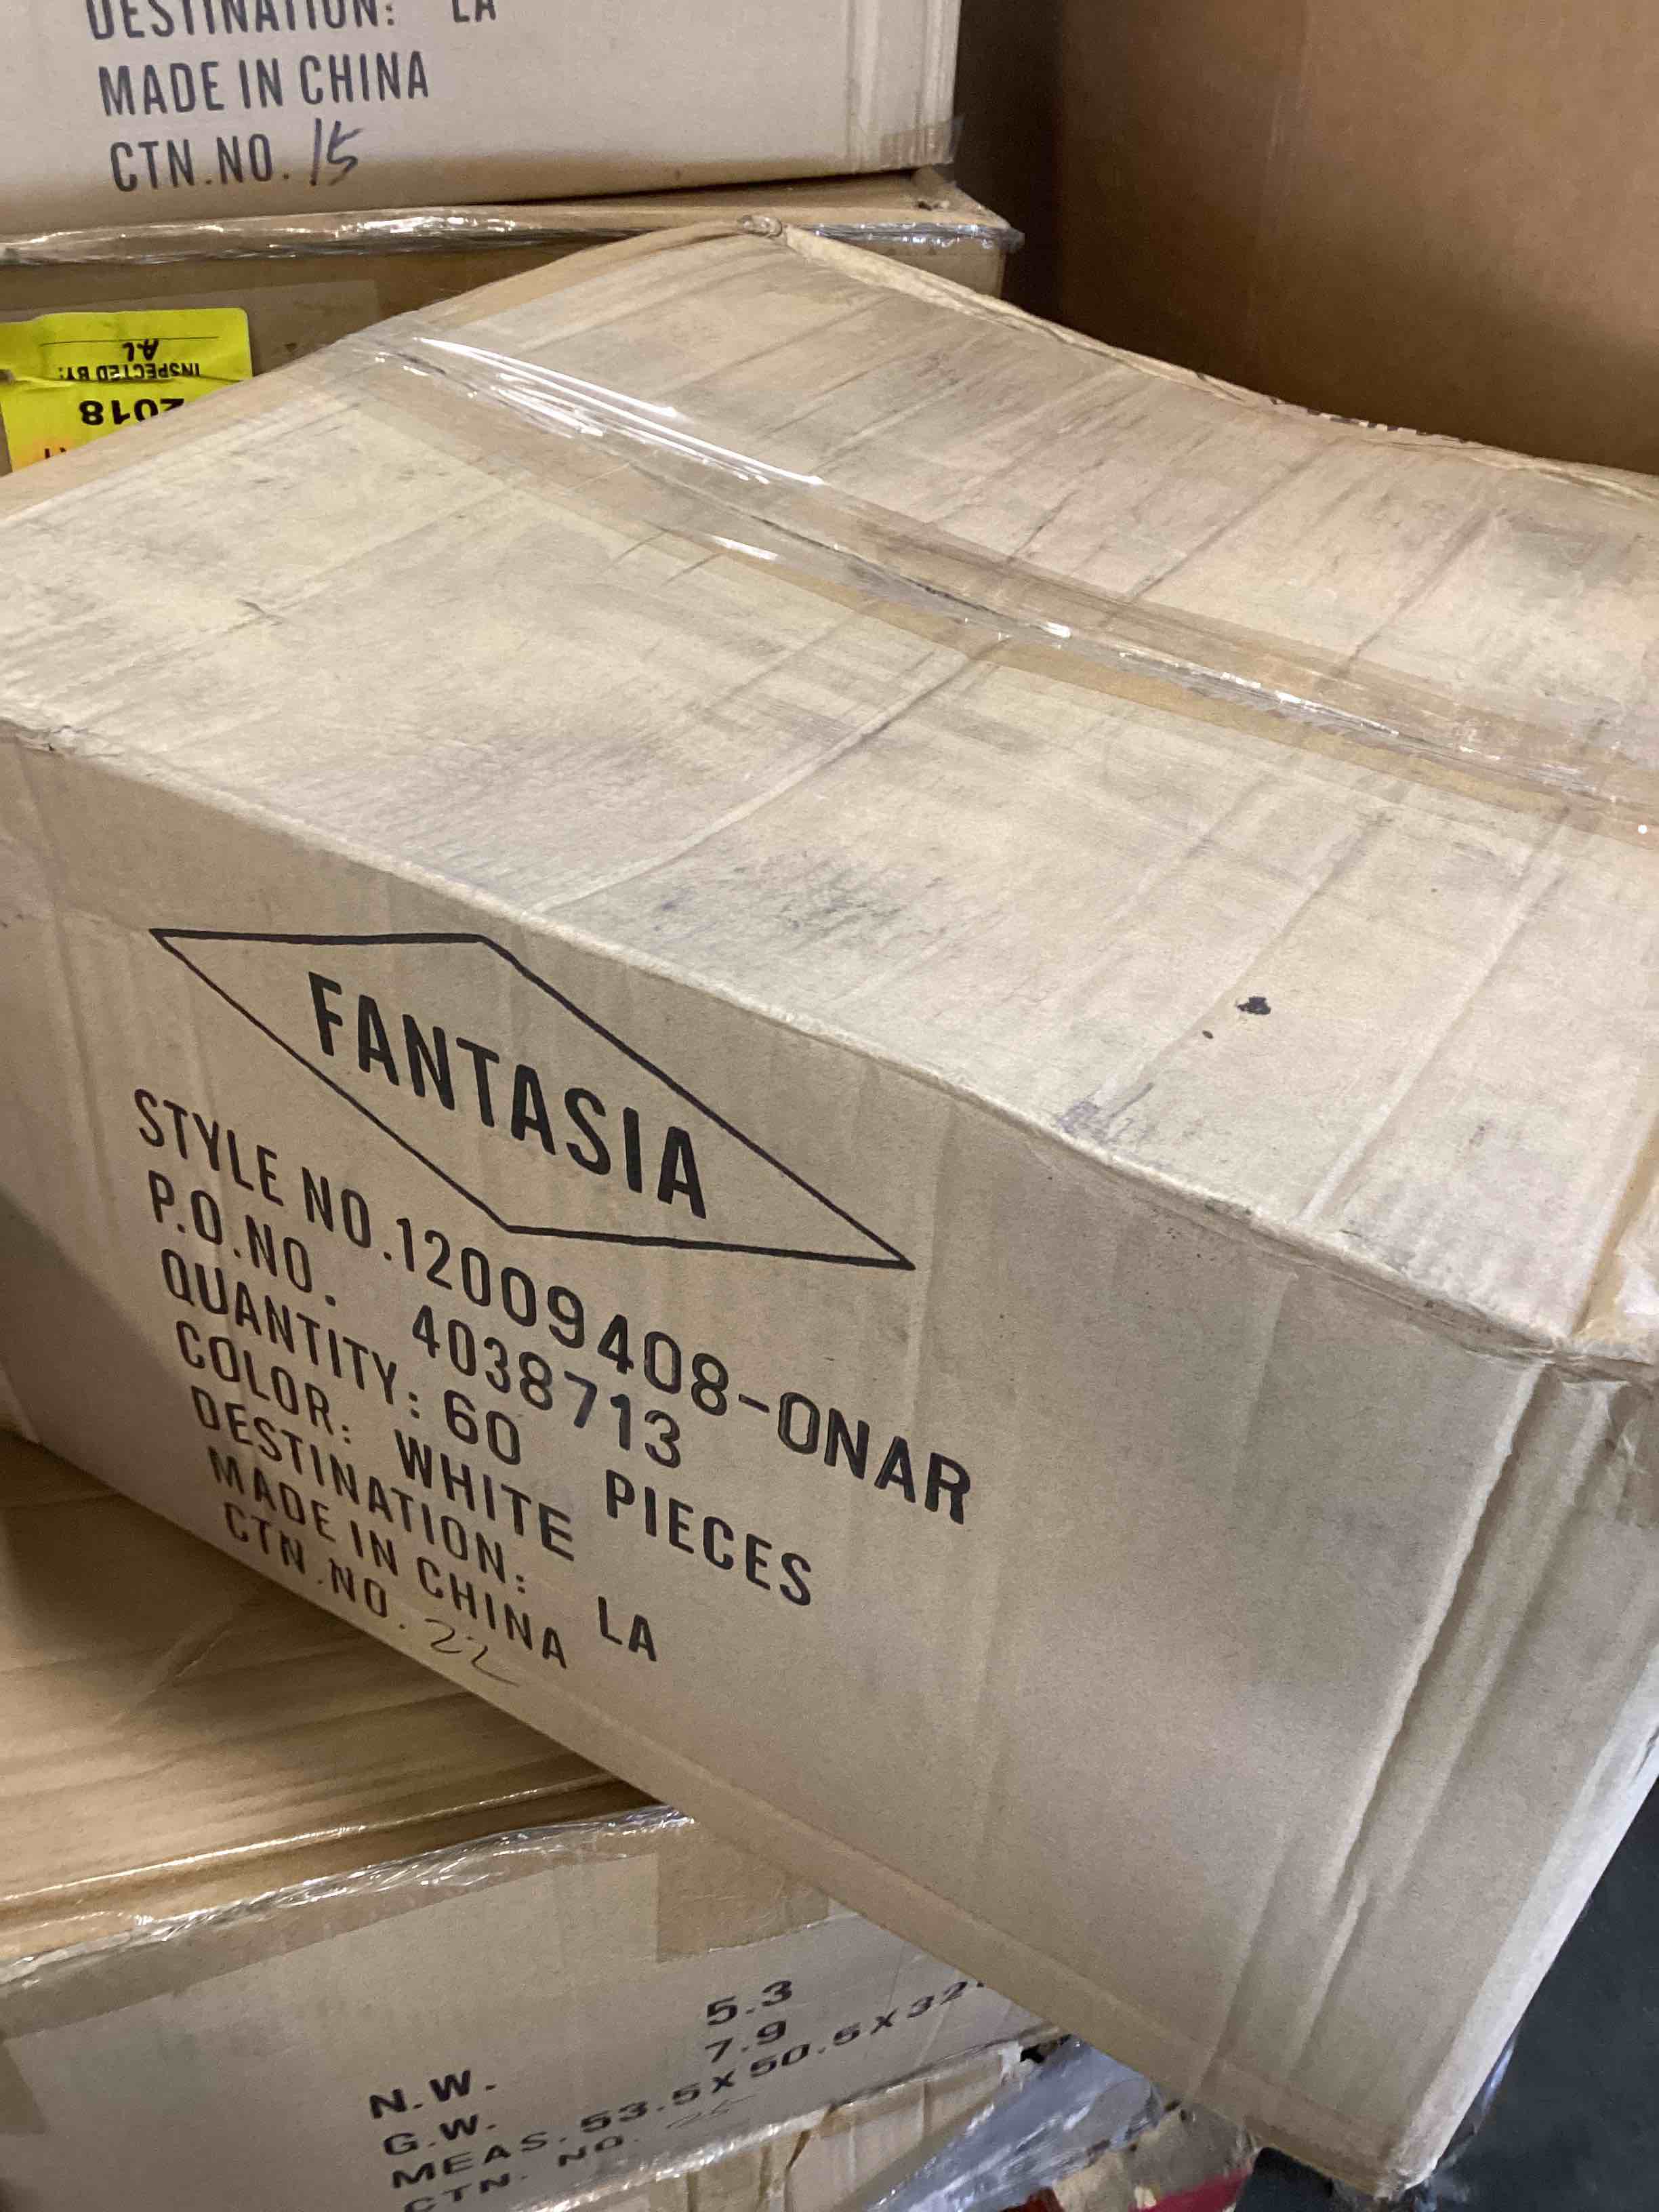 DESTINATION: LA
MADE IN CHINA
CTN.NO. 15
INSPECTED BY:
AL
2018
FANTASIA
STYLE NO.12009408-ONAR
P.O.NO. 4038713
QUANTITY: 60 PIECES
COLOR: WHITE
DESTINATION: LA
MADE IN CHINA
CTN.NO. 22
N.W. 5.3
G.W. 7.9
MEAS. 53.5X50.5X32
CTN. NO. 25